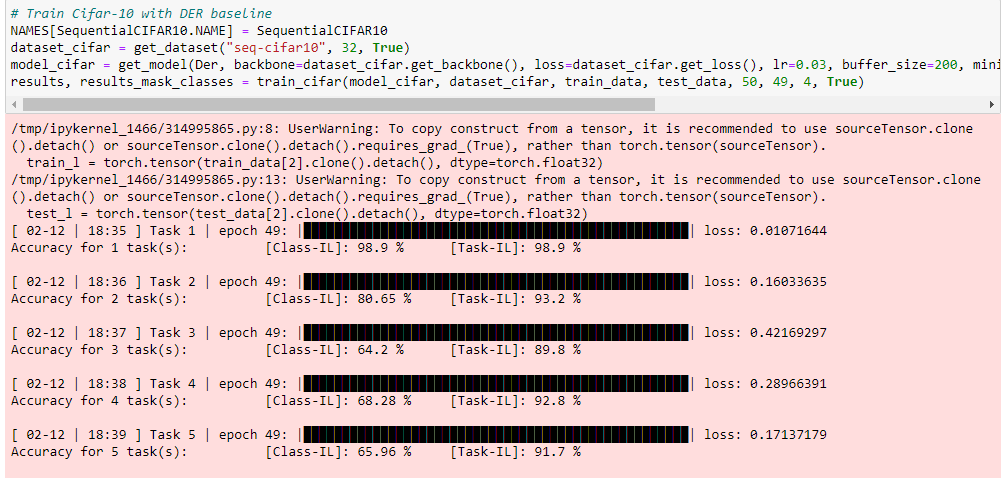 # Train Cifar-10 with DER baseline
NAMES[SequentialCIFAR10.NAME] = SequentialCIFAR10
dataset_cifar = get_dataset("seq-cifar10", 32, True)
model_cifar = get_model(Der, backbone=dataset_cifar.get_backbone(), loss=dataset_cifar.get_loss(), lr=0.03, buffer_size=200, mini
results, results_mask_classes = train_cifar(model_cifar, dataset_cifar, train_data, test_data, 50, 49, 4, True)
/tmp/ipykernel_1466/314995865.py:8: UserWarning: To copy construct from a tensor, it is recommended to use sourceTensor.clone
().detach() or sourceTensor.clone().detach().requires_grad_(True), rather than torch.tensor(sourceTensor).
train_l = torch.tensor(train_data[2].clone().detach(), dtype=torch.float32)
/tmp/ipykernel_1466/314995865.py:13: UserWarning: To copy construct from a tensor, it is recommended to use sourceTensor.clone
().detach() or sourceTensor.clone().detach().requires_grad_(True), rather than torch.tensor(sourceTensor).
test_l = torch.tensor(test_data[2].clone().detach(), dtype=torch.float32)
[ 02-12 | 18:35 ] Task 1 | epoch 49: | | loss: 0.01071644
Accuracy for 1 task(s): [Class-IL]: 98.9 % [Task-IL]: 98.9 %
[ 02-12 | 18:36 ] Task 2 | epoch 49: | | loss: 0.16033635
Accuracy for 2 task(s): [Class-IL]: 80.65 % [Task-IL]: 93.2 %
[ 02-12 | 18:37 ] Task 3 | epoch 49: | | loss: 0.42169297
Accuracy for 3 task(s): [Class-IL]: 64.2 % [Task-IL]: 89.8 %
[ 02-12 | 18:38 ] Task 4 | epoch 49: | | loss: 0.28966391
Accuracy for 4 task(s): [Class-IL]: 68.28 % [Task-IL]: 92.8 %
[ 02-12 | 18:39 ] Task 5 | epoch 49: | | loss: 0.17137179
Accuracy for 5 task(s): [Class-IL]: 65.96 % [Task-IL]: 91.7 %